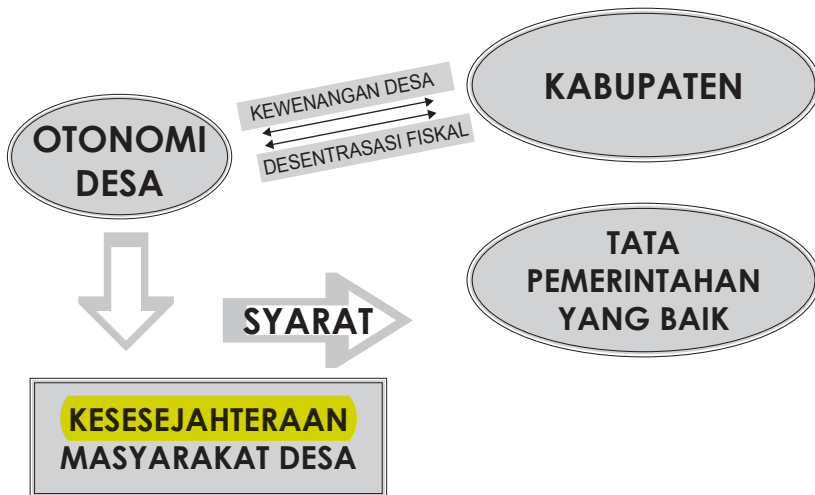 OTONOMI
DESA
KEWENANGAN DESA
DESENTRASASI FISKAL
KABUPATEN
TATA
PEMERINTAHAN
YANG BAIK
SYARAT
KESESEJAHTERAAN
MASYARAKAT DESA